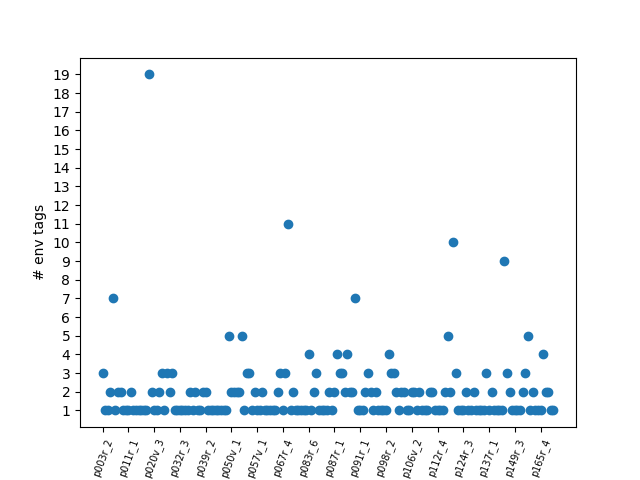 19
18
17
16
15
14
13
12
11
10
9
8
7
6
5
4
3
2
1
# env tags
p003r_2
p011r_1
p020v_3
p032r_3
p039r_2
p050v_1
p057v_1
p067r_4
p083r_6
p087r_1
p091r_1
p098r_2
p106v_2
p112r_4
p124r_3
p137r_1
p149r_3
p165r_4